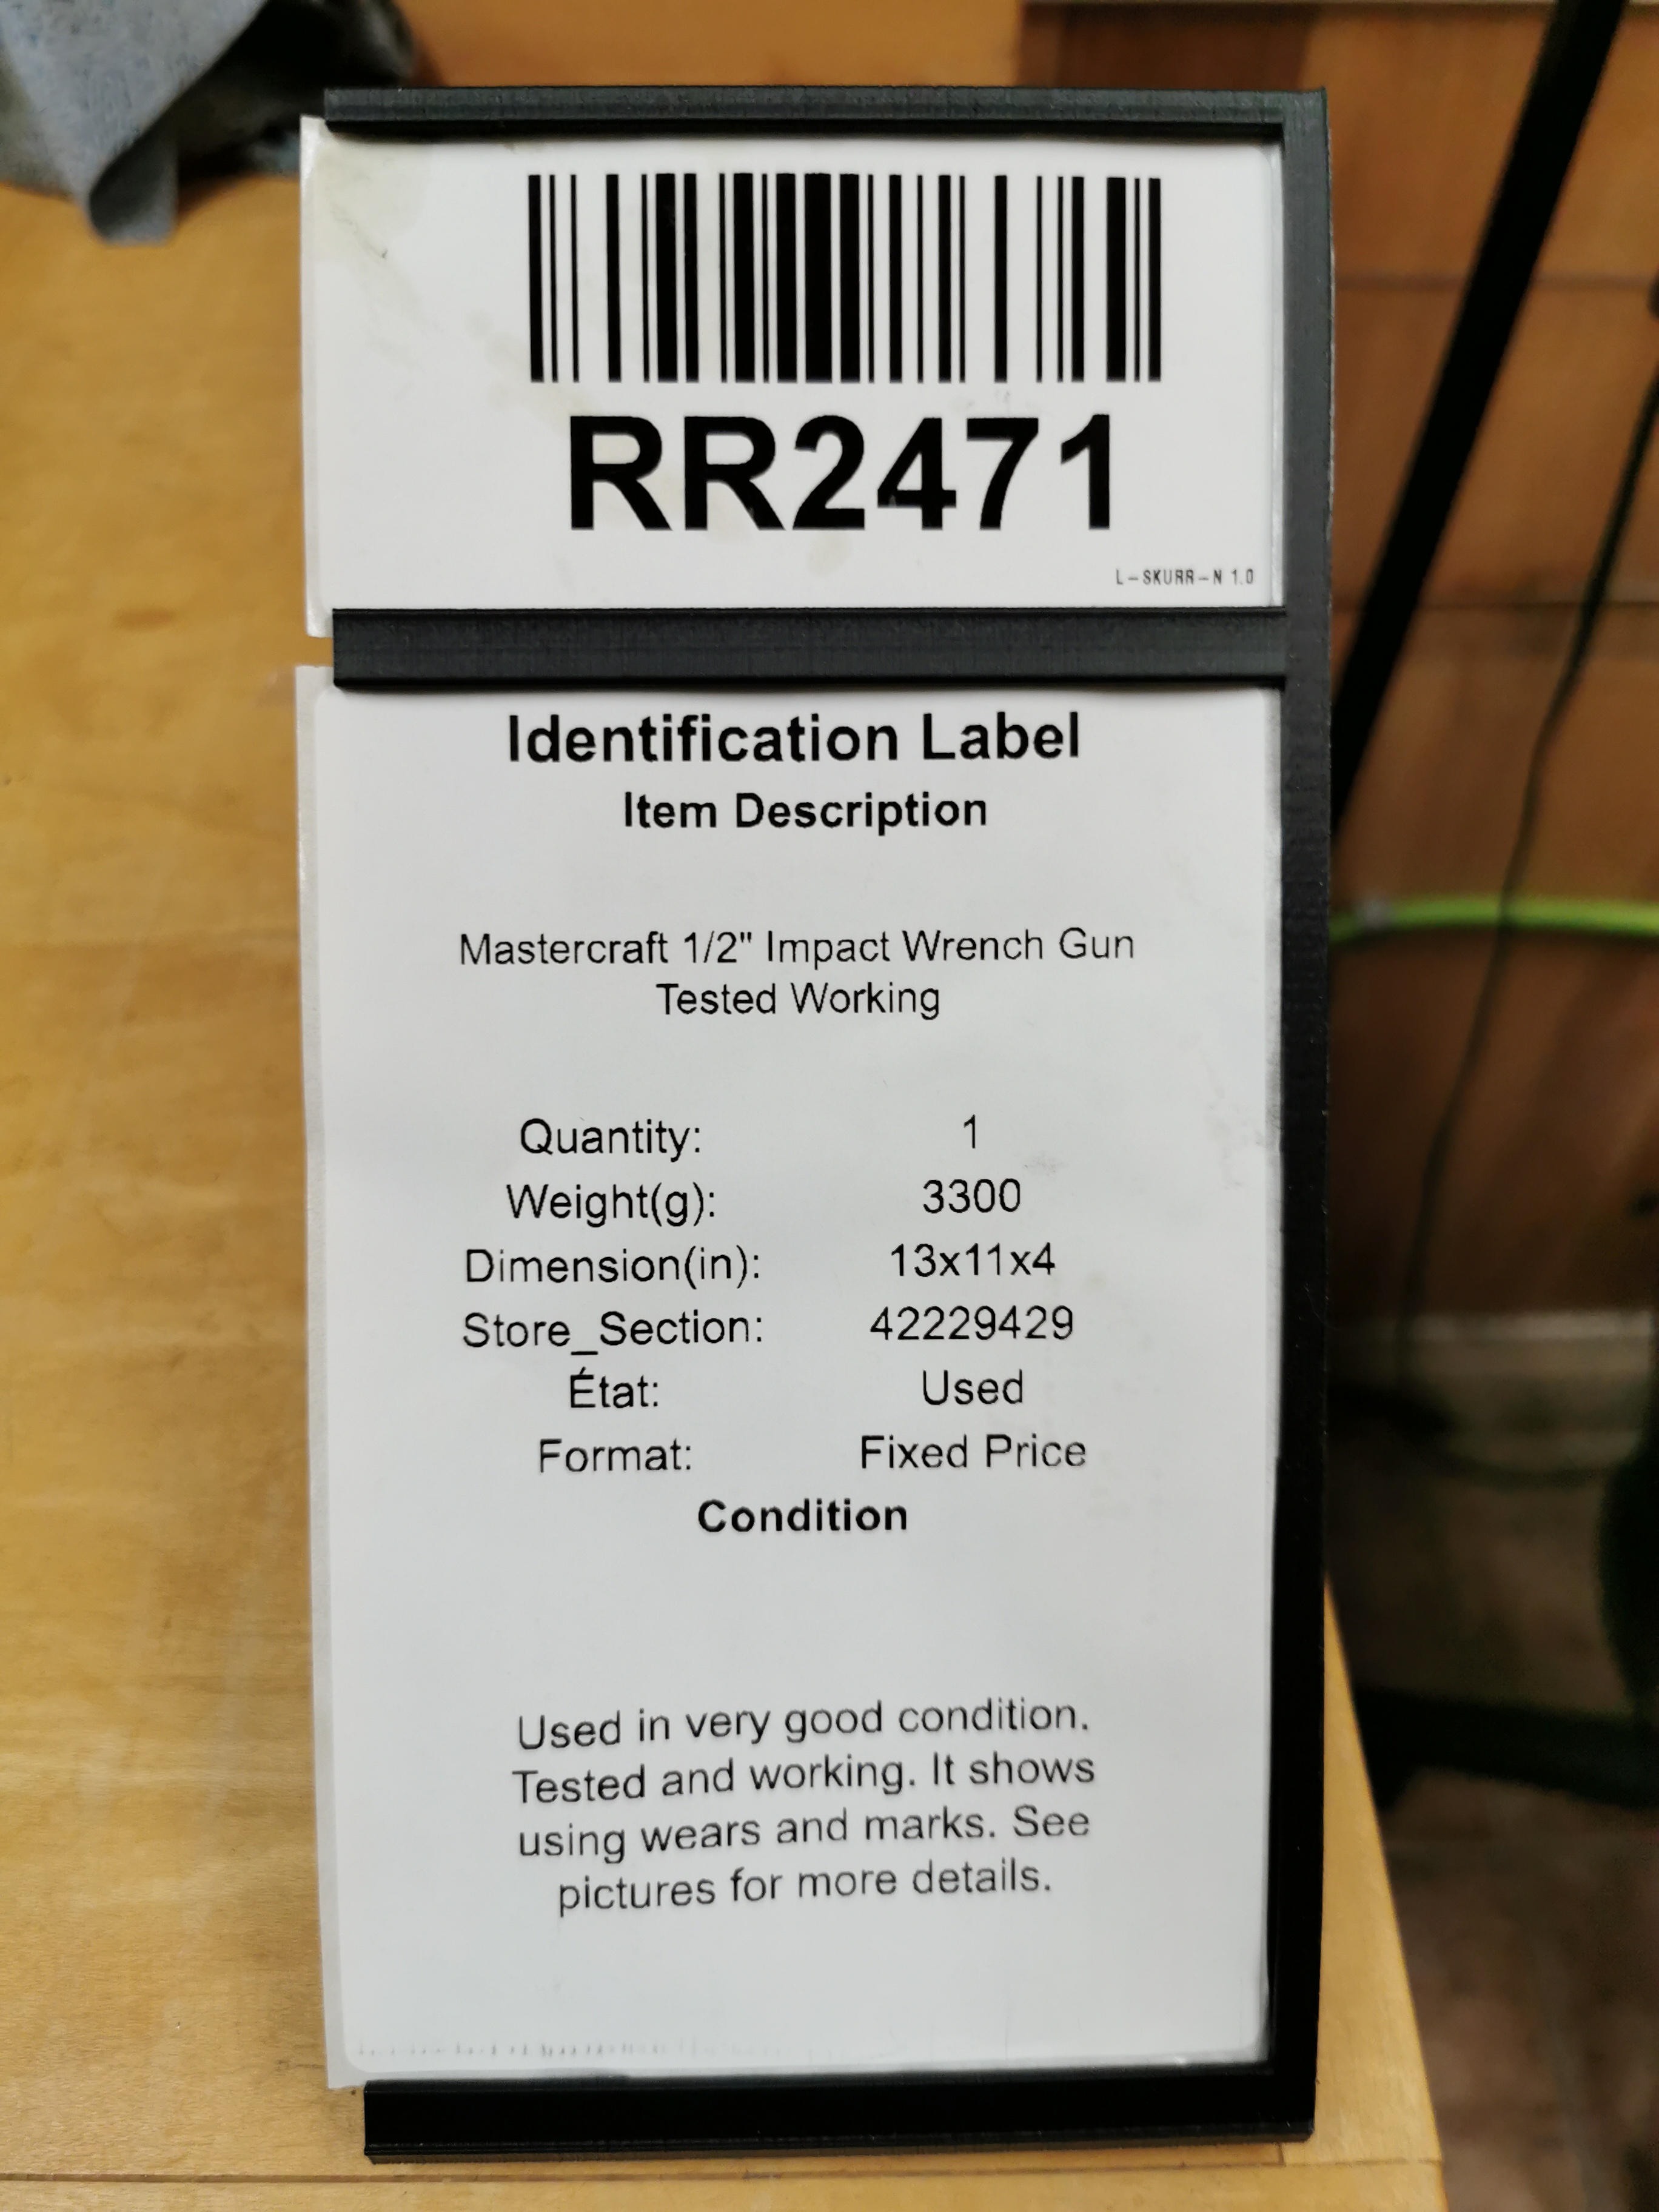 RR2471
L-SKURR-N 1.0
Identification Label
Item Description
Mastercraft 1/2" Impact Wrench Gun
Tested Working
Quantity: 1
Weight(g): 3300
Dimension(in): 13x11x4
Store_Section: 42229429
État: Used
Format: Fixed Price
Condition
Used in very good condition.
Tested and working. It shows
using wears and marks. See
pictures for more details.